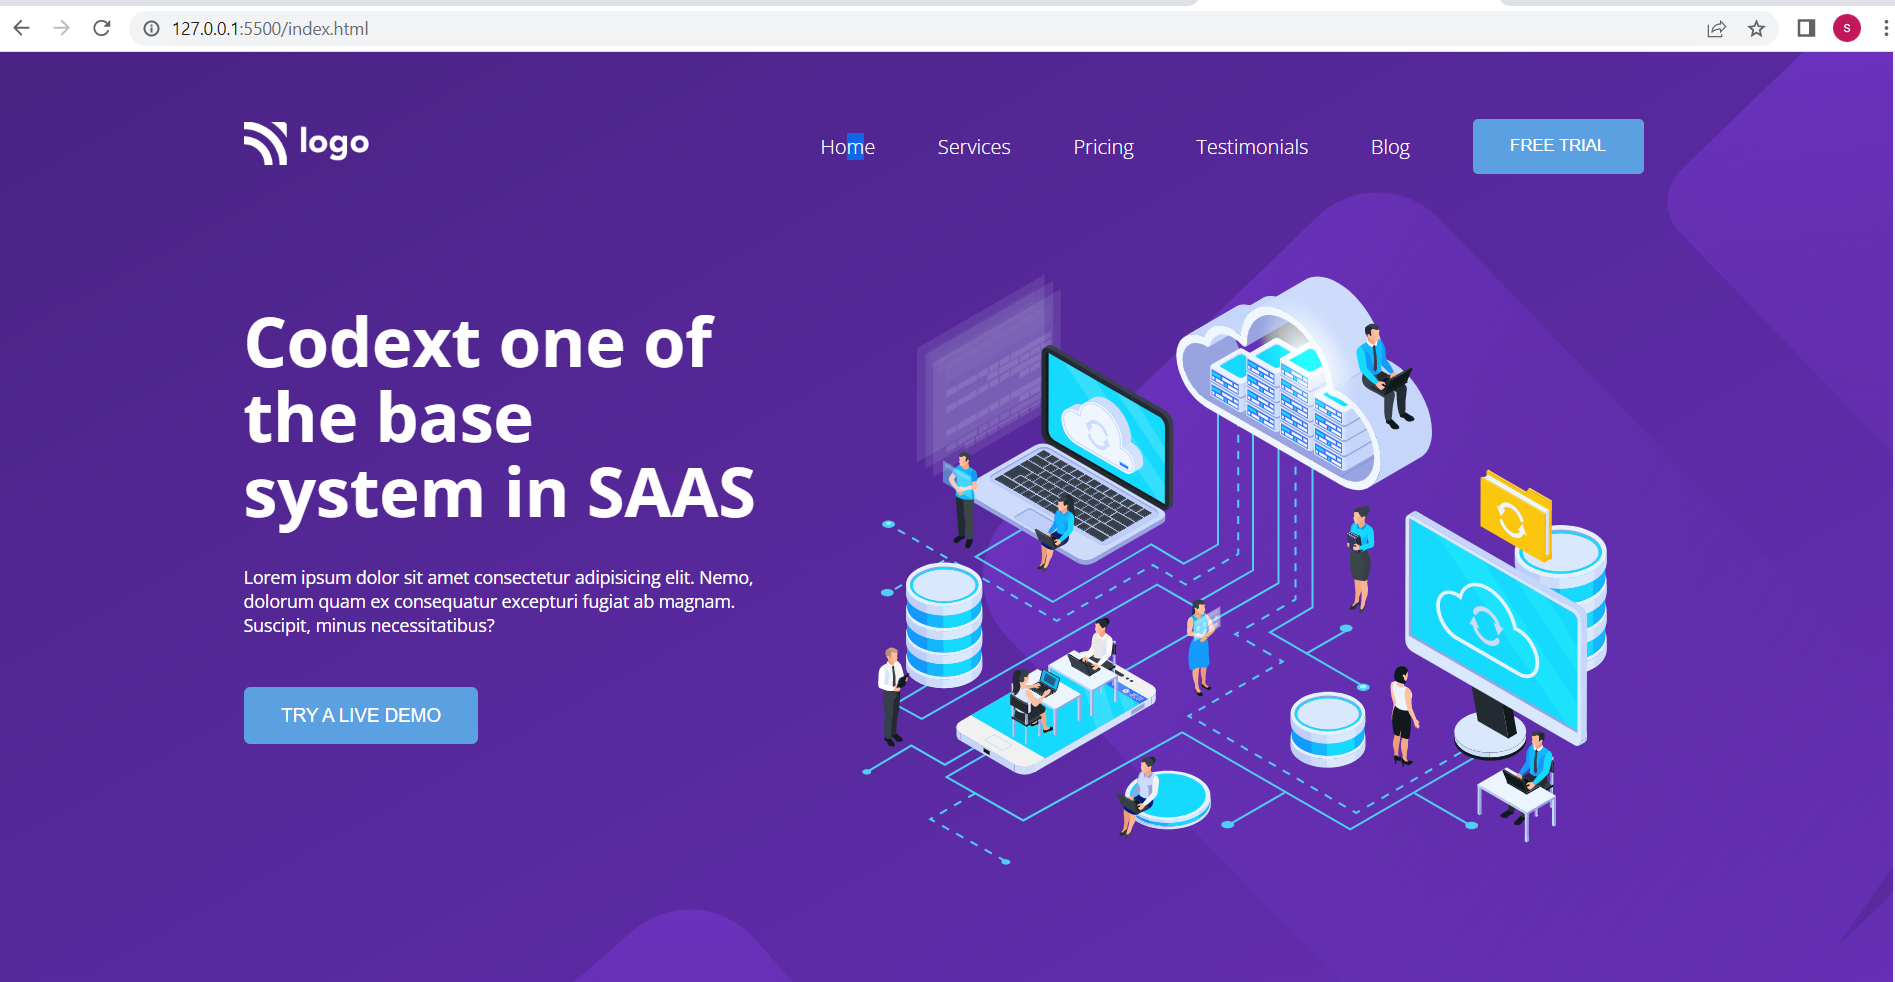 127.0.0.1:5500/index.html
S
logo
Home
Services
Pricing
Testimonials
Blog
FREE TRIAL
Codext one of
the base
system in SAAS
Lorem ipsum dolor sit amet consectetur adipisicing elit. Nemo,
dolorum quam ex consequatur excepturi fugiat ab magnam.
Suscipit, minus necessitatibus?
TRY A LIVE DEMO